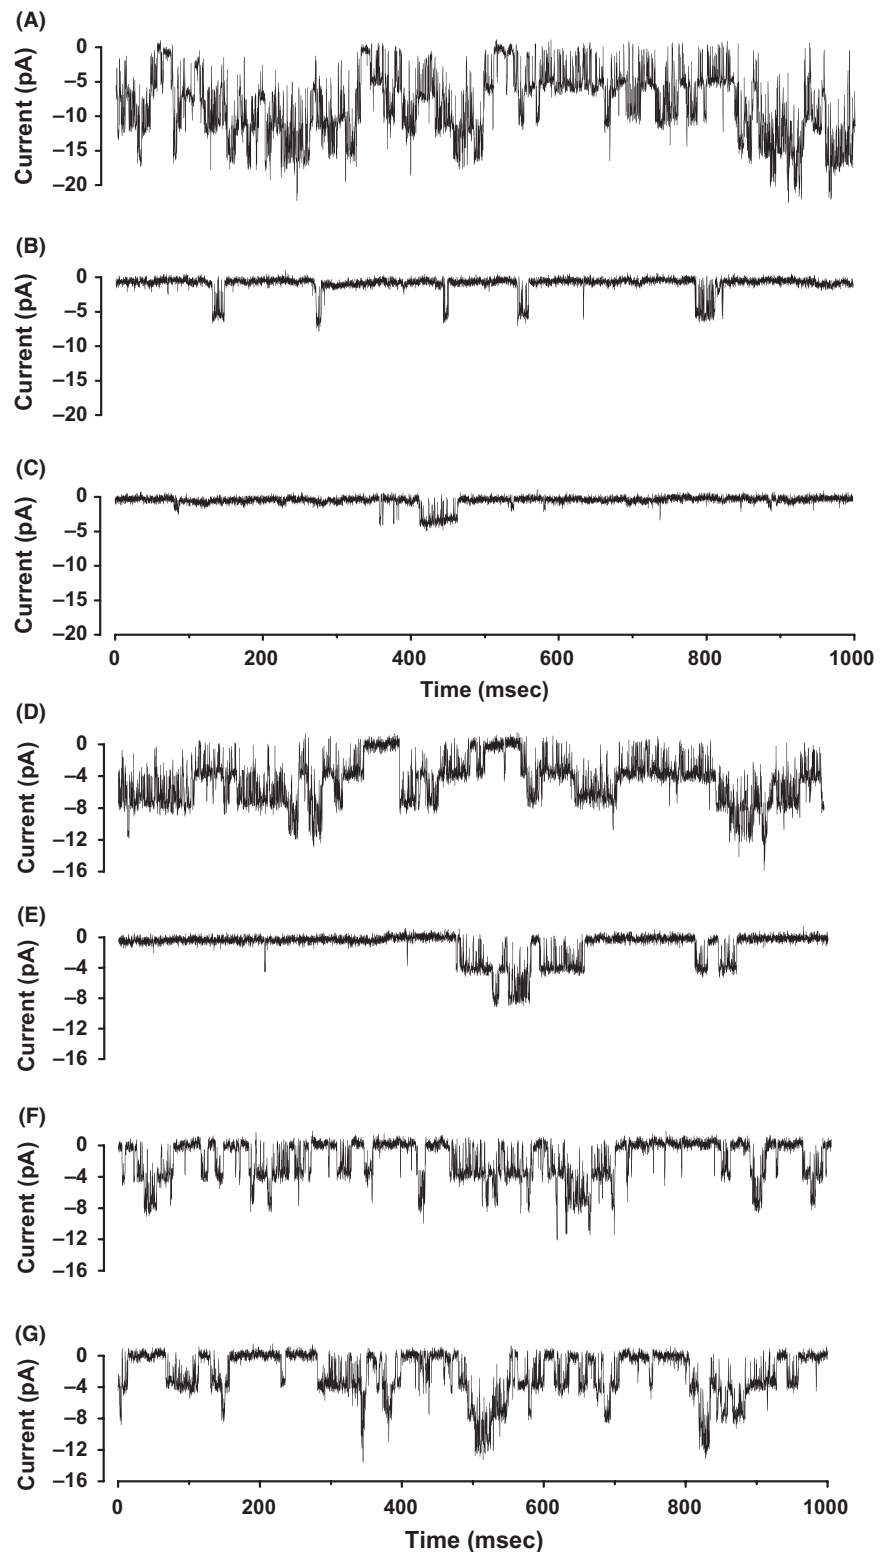 (A)
Current (pA)
0
–5
–10
–15
–20
(B)
Current (pA)
0
–5
–10
–15
–20
(C)
Current (pA)
0
–5
–10
–15
–20
0 200 400 600 800 1000
Time (msec)
(D)
Current (pA)
0
–4
–8
–12
–16
(E)
Current (pA)
0
–4
–8
–12
–16
(F)
Current (pA)
0
–4
–8
–12
–16
(G)
Current (pA)
0
–4
–8
–12
–16
0 200 400 600 800 1000
Time (msec)